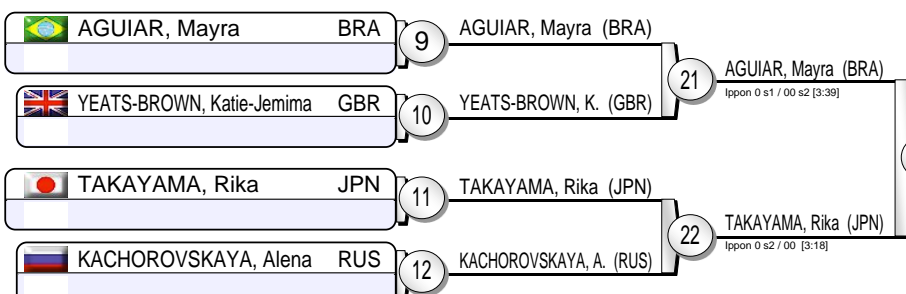 AGUIAR, Mayra BRA
9
AGUIAR, Mayra (BRA)
21
AGUIAR, Mayra (BRA)
Ippon 0 s1 / 00 s2 [3:39]
YEATS-BROWN, Katie-Jemima GBR
10
YEATS-BROWN, K. (GBR)
TAKAYAMA, Rika JPN
11
TAKAYAMA, Rika (JPN)
22
TAKAYAMA, Rika (JPN)
Ippon 0 s2 / 00 [3:18]
KACHOROVSKAYA, Alena RUS
12
KACHOROVSKAYA, A. (RUS)